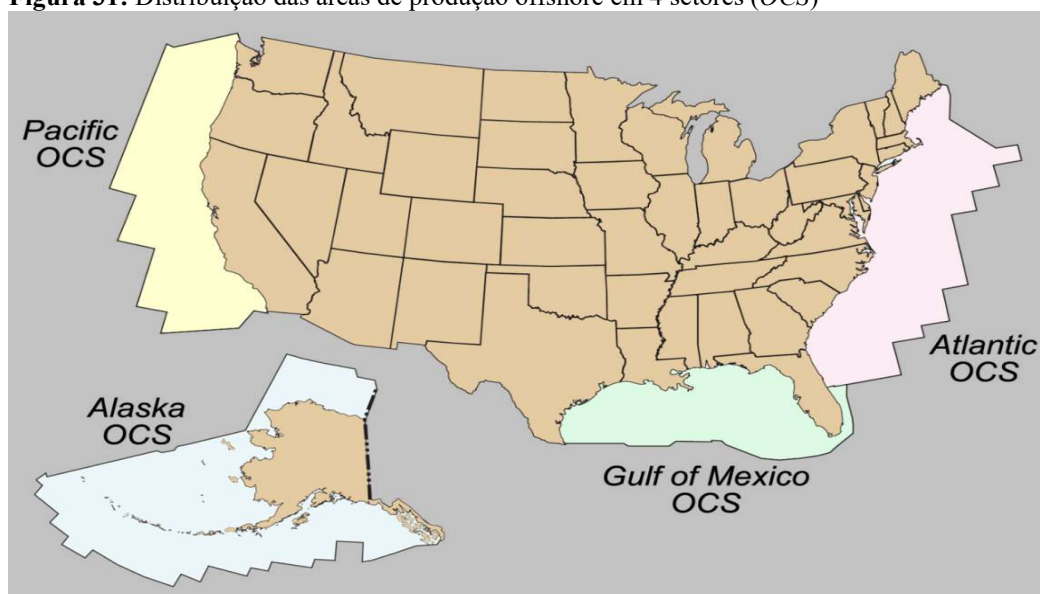 Figura 31: Distribuição das áreas de produção offshore em 4 setores (OCS)
Pacific
OCS
Atlantic
OCS
Alaska
OCS
Gulf of Mexico
OCS